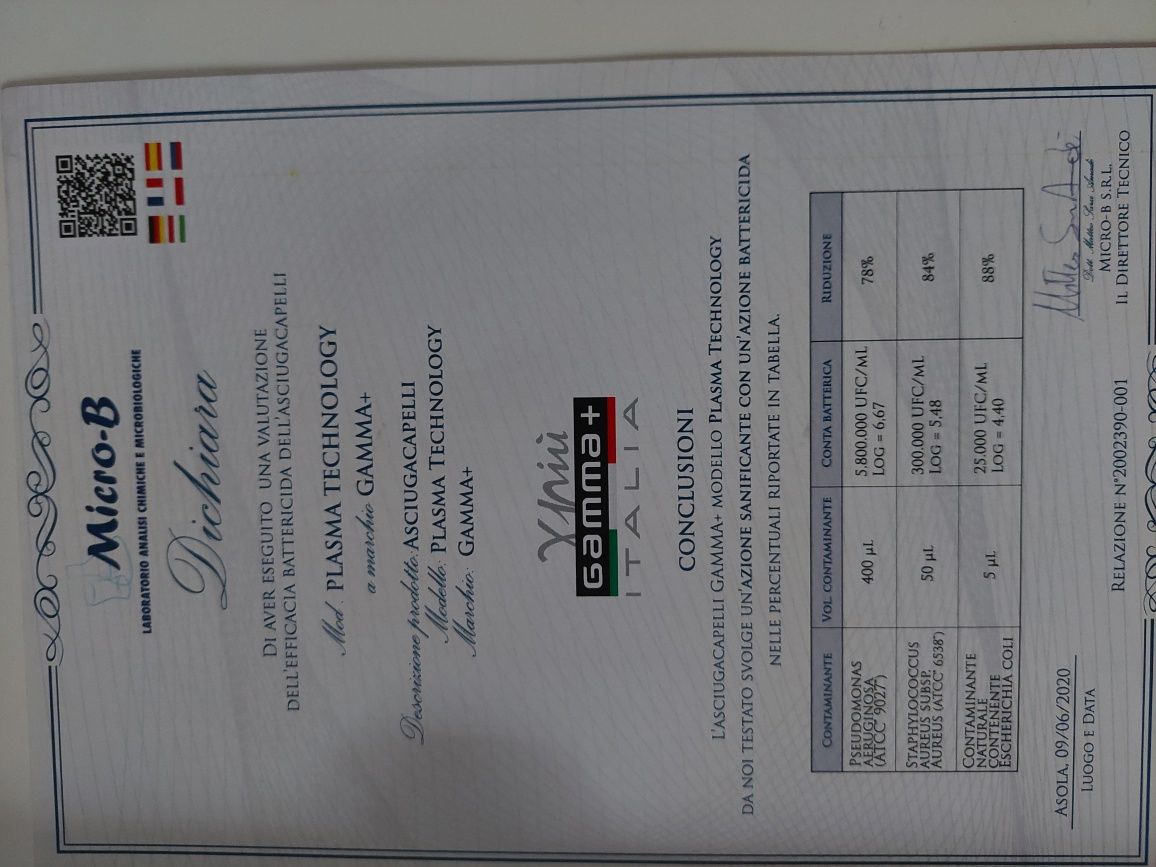 Micro-B
LABORATORIO ANALISI CHIMICHE E MICROBIOLOGICHE
Dichiara
DI AVER ESEGUITO UNA VALUTAZIONE
DELL'EFFICACIA BATTERICIDA DELL'ASCIUGACAPELLI
Mod. PLASMA TECHNOLOGY
a marchio GAMMA+
Descrizione prodotto: ASCIUGACAPELLI
Modello: PLASMA TECHNOLOGY
Marchio: GAMMA+
più
Gamma+
ITALIA
CONCLUSIONI
L'ASCIUGACAPELLI GAMMA+ MODELLO PLASMA TECHNOLOGY
DA NOI TESTATO SVOLGE UN'AZIONE SANIFICANTE CON UN'AZIONE BATTERICIDA
NELLE PERCENTUALI RIPORTATE IN TABELLA.
CONTAMINANTE VOL CONTAMINANTE CONTA BATTERICA RIDUZIONE
PSEUDOMONAS
AERUGINOSA
(ATCC® 9027™)
400 µL
5.800.000 UFC/ML
LOG = 6,67
78%
STAPHYLOCOCCUS
AUREUS SUBSP.
AUREUS (ATCC® 6538™)
50 µL
300.000 UFC/ML
LOG = 5,48
84%
CONTAMINANTE
NATURALE
CONTENENTE
ESCHERICHIA COLI
5 µL
25.000 UFC/ML
LOG = 4,40
88%
ASOLA, 09/06/2020
LUOGO E DATA
RELAZIONE N°2002390-001
MICRO-B S.R.L.
IL DIRETTORE TECNICO